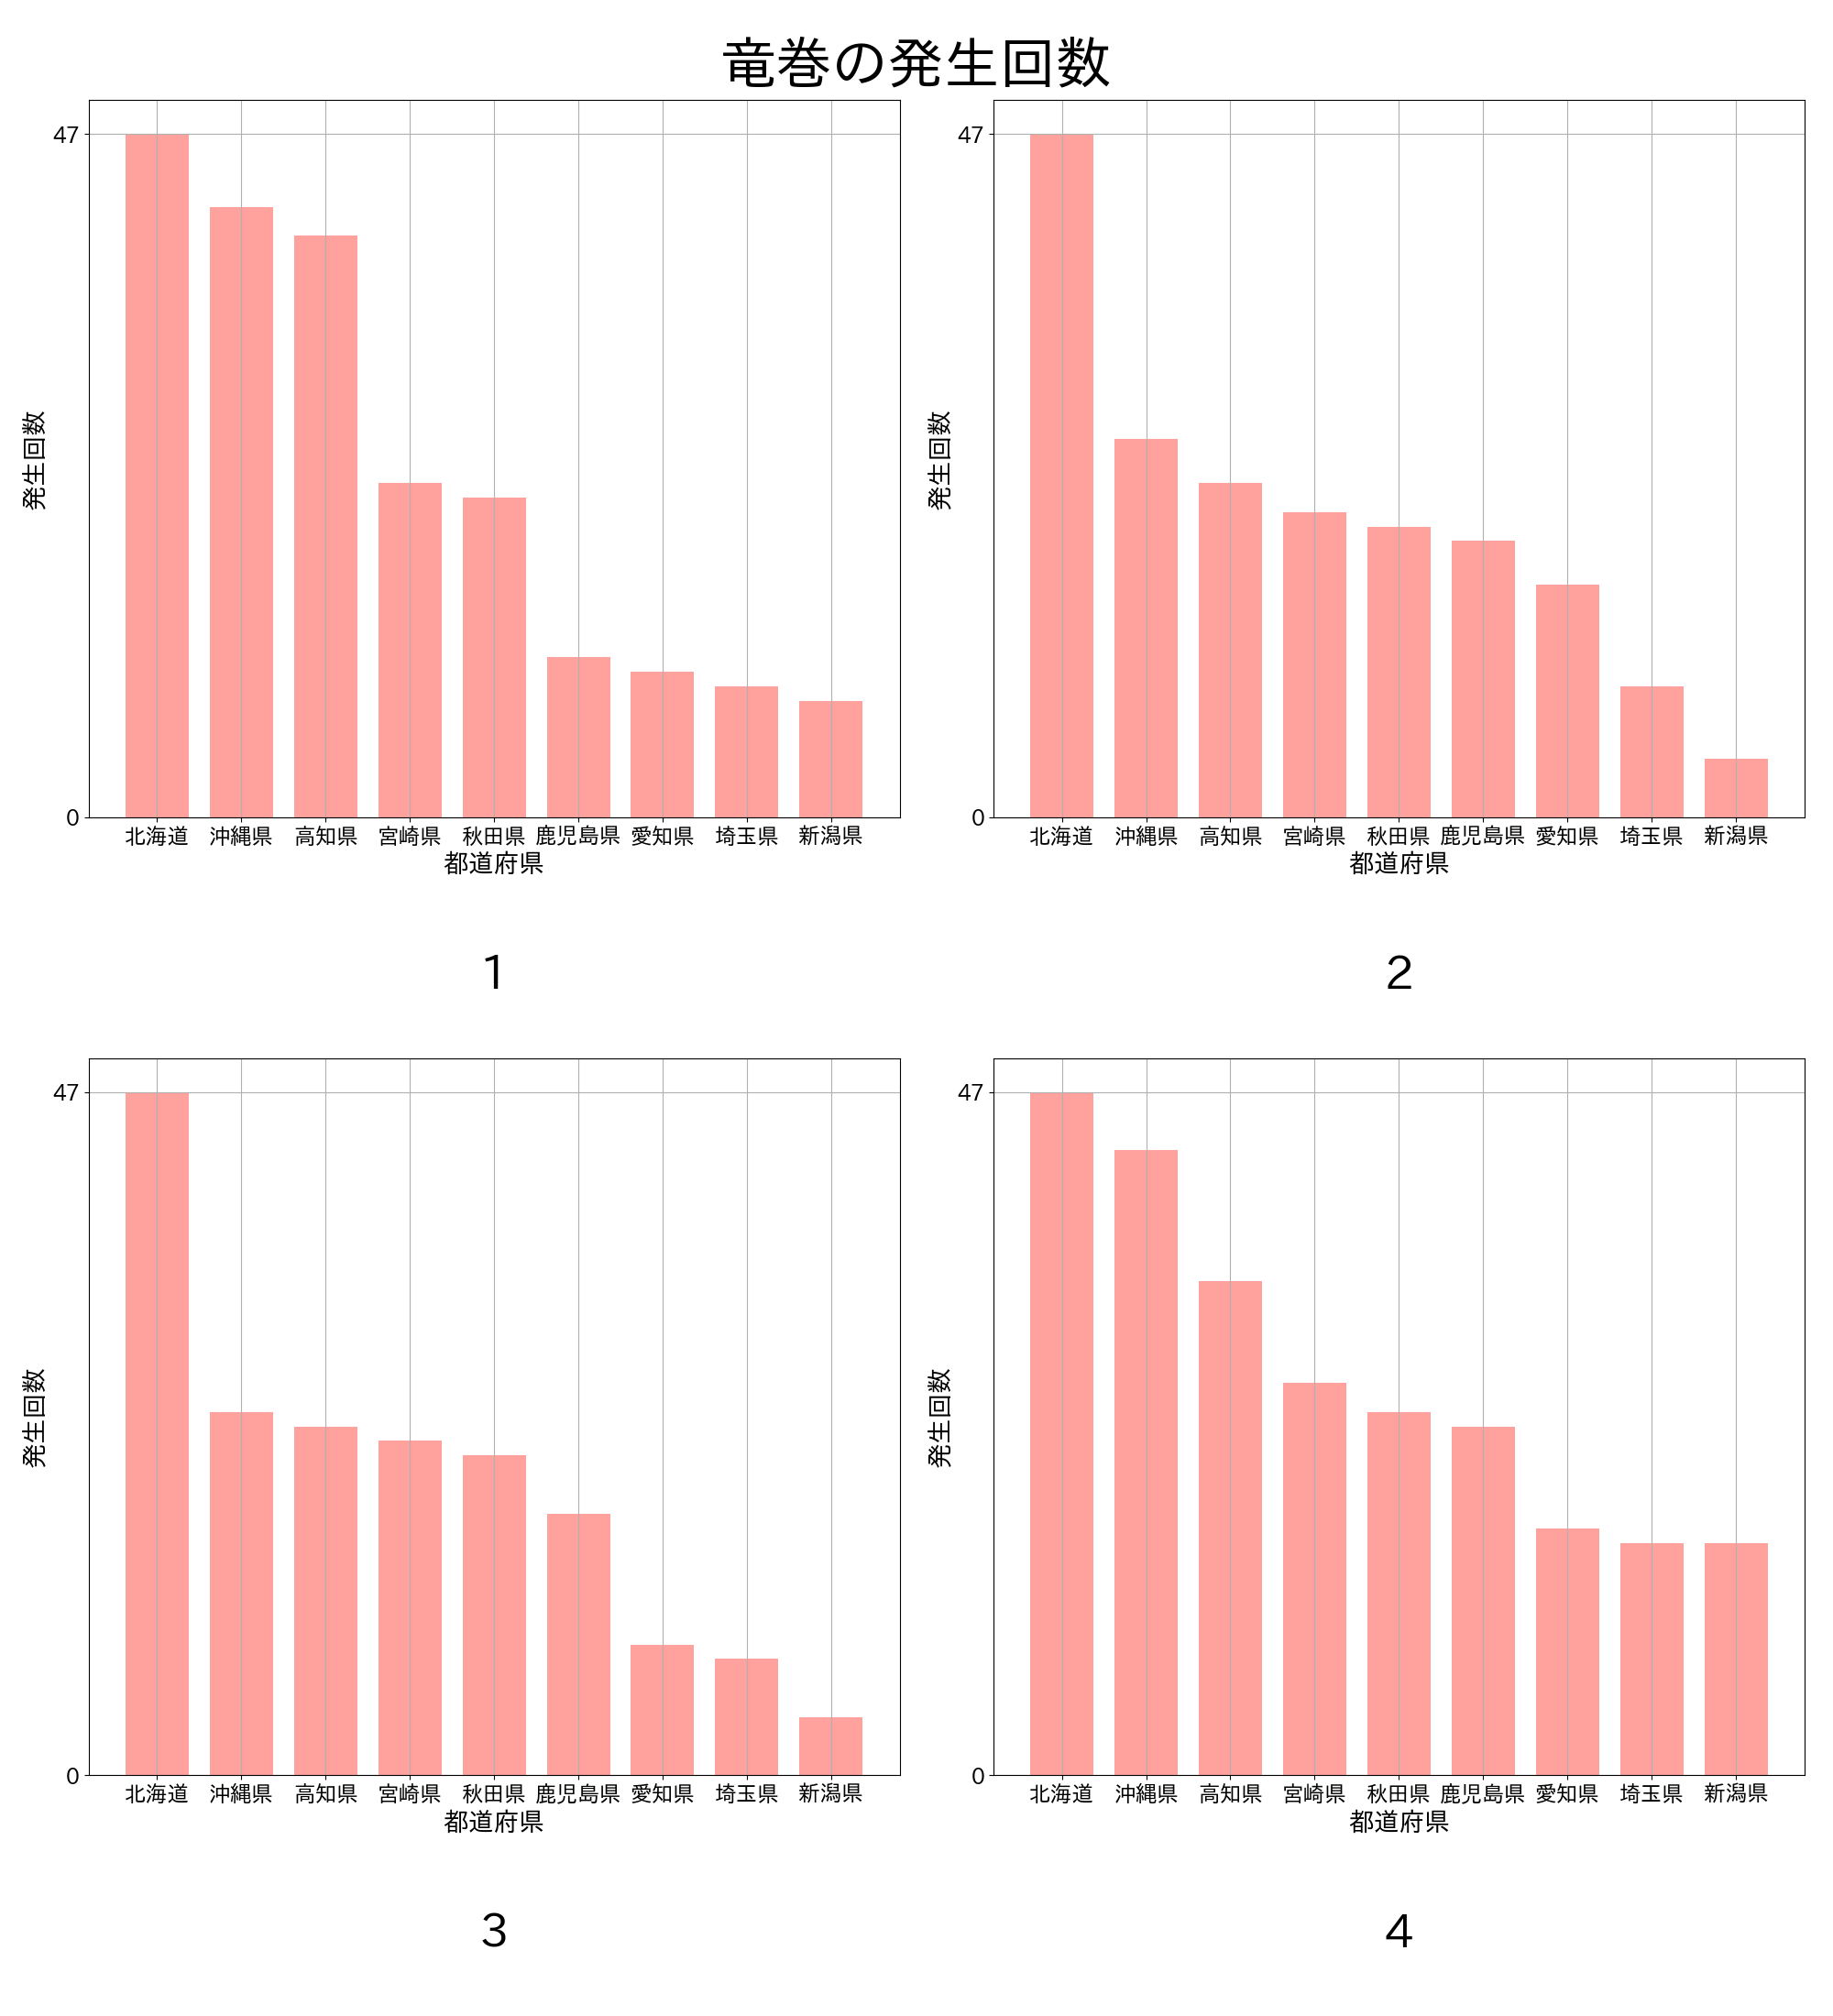 竜巻の発生回数
47
発生回数
0
北海道 沖縄県 高知県 宮崎県 秋田県 鹿児島県 愛知県 埼玉県 新潟県
都道府県
1
47
発生回数
0
北海道 沖縄県 高知県 宮崎県 秋田県 鹿児島県 愛知県 埼玉県 新潟県
都道府県
2
47
発生回数
0
北海道 沖縄県 高知県 宮崎県 秋田県 鹿児島県 愛知県 埼玉県 新潟県
都道府県
3
47
発生回数
0
北海道 沖縄県 高知県 宮崎県 秋田県 鹿児島県 愛知県 埼玉県 新潟県
都道府県
4